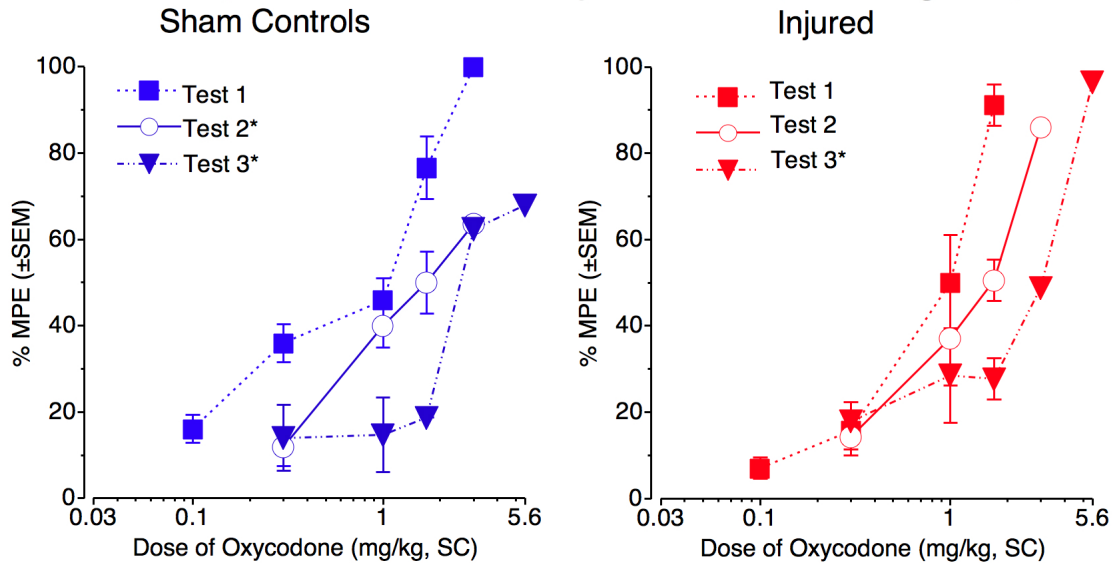 Sham Controls
Test 1
Test 2*
Test 3*
% MPE (±SEM)
100
80
60
40
20
0
0.03 0.1 1 5.6
Dose of Oxycodone (mg/kg, SC)
Injured
Test 1
Test 2
Test 3*
% MPE (±SEM)
100
80
60
40
20
0
0.03 0.1 1 5.6
Dose of Oxycodone (mg/kg, SC)